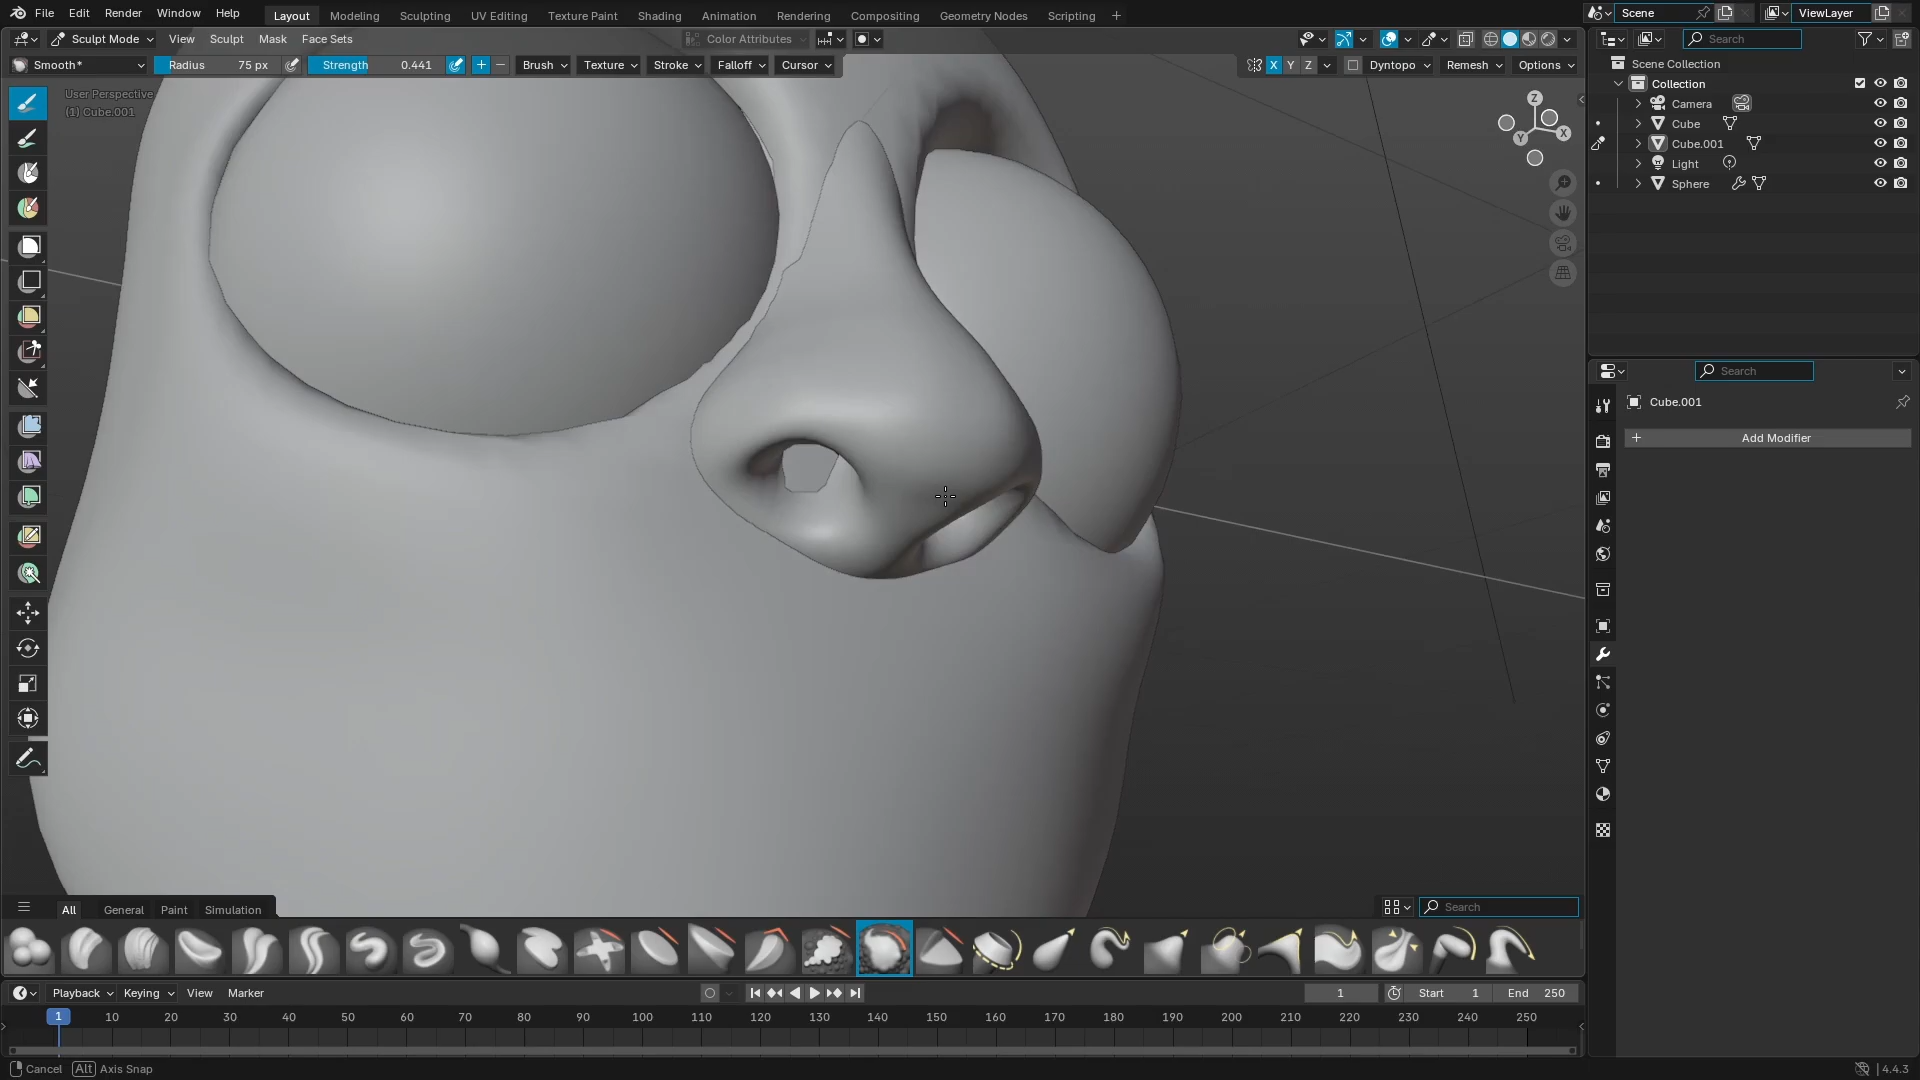 File Edit Render Window Help
Layout Modeling Sculpting UV Editing Texture Paint Shading Animation Rendering Compositing Geometry Nodes Scripting +
Scene
ViewLayer
Sculpt Mode View Sculpt Mask Face Sets
Color Attributes
Smooth* Radius 75 px Strength 0.441 Brush Texture Stroke Falloff Cursor
X Y Z Dyntopo Remesh Options
User Perspective
(1) Cube.001
Z
Y
X
Search
Scene Collection
Collection
Camera
Cube
Cube.001
Light
Sphere
Search
Cube.001
+ Add Modifier
All General Paint Simulation
Search
Playback Keying View Marker
1 Start 1 End 250
1 10 20 30 40 50 60 70 80 90 100 110 120 130 140 150 160 170 180 190 200 210 220 230 240 250
Cancel Alt Axis Snap
4.4.3